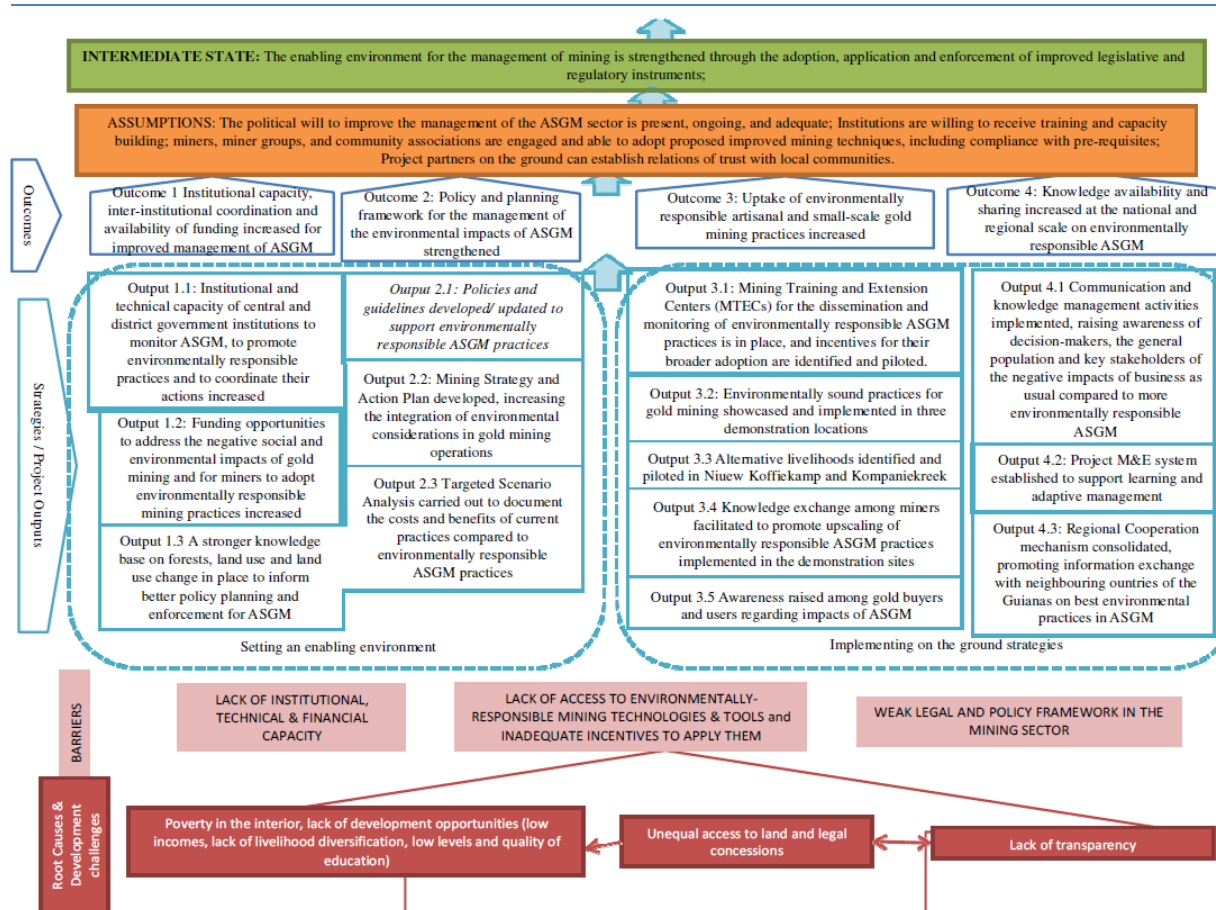 INTERMEDIATE STATE: The enabling environment for the management of mining is strengthened through the adoption, application and enforcement of improved legislative and
regulatory instruments;
ASSUMPTIONS: The political will to improve the management of the ASGM sector is present, ongoing, and adequate; Institutions are willing to receive training and capacity
building; miners, miner groups, and community associations are engaged and able to adopt proposed improved mining techniques, including compliance with pre-requisites;
Project partners on the ground can establish relations of trust with local communities.
Outcomes
Outcome 1 Institutional capacity,
inter-institutional coordination and
availability of funding increased for
improved management of ASGM
Outcome 2: Policy and planning
framework for the management of
the environmental impacts of ASGM
strengthened
Outcome 3: Uptake of environmentally
responsible artisanal and small-scale gold
mining practices increased
Outcome 4: Knowledge availability and
sharing increased at the national and
regional scale on environmentally
responsible ASGM
Strategies / Project Outputs
Output 1.1: Institutional and
technical capacity of central and
district government institutions to
monitor ASGM, to promote
environmentally responsible
practices and to coordinate their
actions increased
Output 1.2: Funding opportunities
to address the negative social and
environmental impacts of gold
mining and for miners to adopt
environmentally responsible
mining practices increased
Output 1.3 A stronger knowledge
base on forests, land use and land
use change in place to inform
better policy planning and
enforcement for ASGM
Output 2.1: Policies and
guidelines developed/ updated to
support environmentally
responsible ASGM practices
Output 2.2: Mining Strategy and
Action Plan developed, increasing
the integration of environmental
considerations in gold mining
operations
Output 2.3 Targeted Scenario
Analysis carried out to document
the costs and benefits of current
practices compared to
environmentally responsible
ASGM practices
Setting an enabling environment
Output 3.1: Mining Training and Extension
Centers (MTECs) for the dissemination and
monitoring of environmentally responsible ASGM
practices is in place, and incentives for their
broader adoption are identified and piloted.
Output 3.2: Environmentally sound practices for
gold mining showcased and implemented in three
demonstration locations
Output 3.3 Alternative livelihoods identified and
piloted in Niuew Koffiekamp and Kompaniekreek
Output 3.4 Knowledge exchange among miners
facilitated to promote upscaling of
environmentally responsible ASGM practices
implemented in the demonstration sites
Output 3.5 Awareness raised among gold buyers
and users regarding impacts of ASGM
Output 4.1 Communication and
knowledge management activities
implemented, raising awareness of
decision-makers, the general
population and key stakeholders of
the negative impacts of business as
usual compared to more
environmentally responsible
ASGM
Output 4.2: Project M&E system
established to support learning and
adaptive management
Output 4.3: Regional Cooperation
mechanism consolidated,
promoting information exchange
with neighbouring ountries of the
Guianas on best environmental
practices in ASGM
Implementing on the ground strategies
BARRIERS
LACK OF INSTITUTIONAL,
TECHNICAL & FINANCIAL
CAPACITY
LACK OF ACCESS TO ENVIRONMENTALLY-
RESPONSIBLE MINING TECHNOLOGIES & TOOLS and
INADEQUATE INCENTIVES TO APPLY THEM
WEAK LEGAL AND POLICY FRAMEWORK IN THE
MINING SECTOR
Root Causes &
Development
challenges
Poverty in the interior, lack of development opportunities (low
incomes, lack of livelihood diversification, low levels and quality of
education)
Unequal access to land and legal
concessions
Lack of transparency